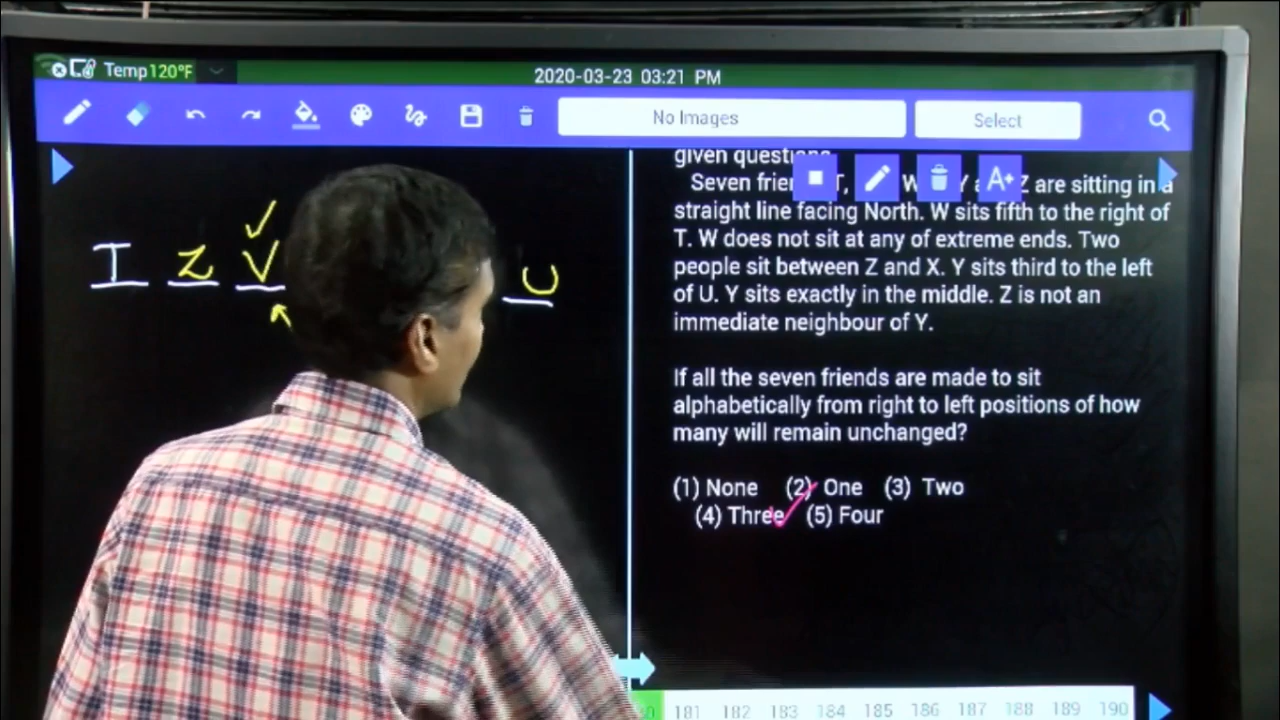 Temp 120°F
2020-03-23 03:21 PM
No Images
Select
given
Seven T, W Y Z are sitting in a
straight line facing North. W sits fifth to the right of
T. W does not sit at any of extreme ends. Two
people sit between Z and X. Y sits third to the left
of U. Y sits exactly in the middle. Z is not an
immediate neighbour of Y.
If all the seven friends are made to sit
alphabetically from right to left positions of how
many will remain unchanged?
(1) None (2) One (3) Two
(4) Three (5) Four
T Z V U
A+
181 182 183 184 185 186 187 188 189 190